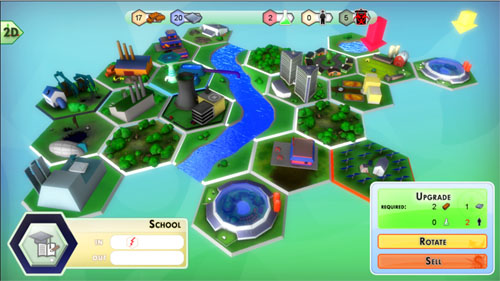 17 20 2 0 5
2D
UPGRADE
REQUIRED: 2 1
0 2
ROTATE
SELL
SCHOOL
IN
OUT